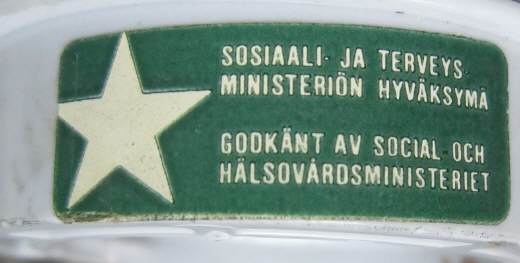 SOSIAALI- JA TERVEYS-
MINISTERIÖN HYVÄKSYMÄ
GODKÄNT AV SOCIAL- OCH
HÄLSOVÅRDSMINISTERIET